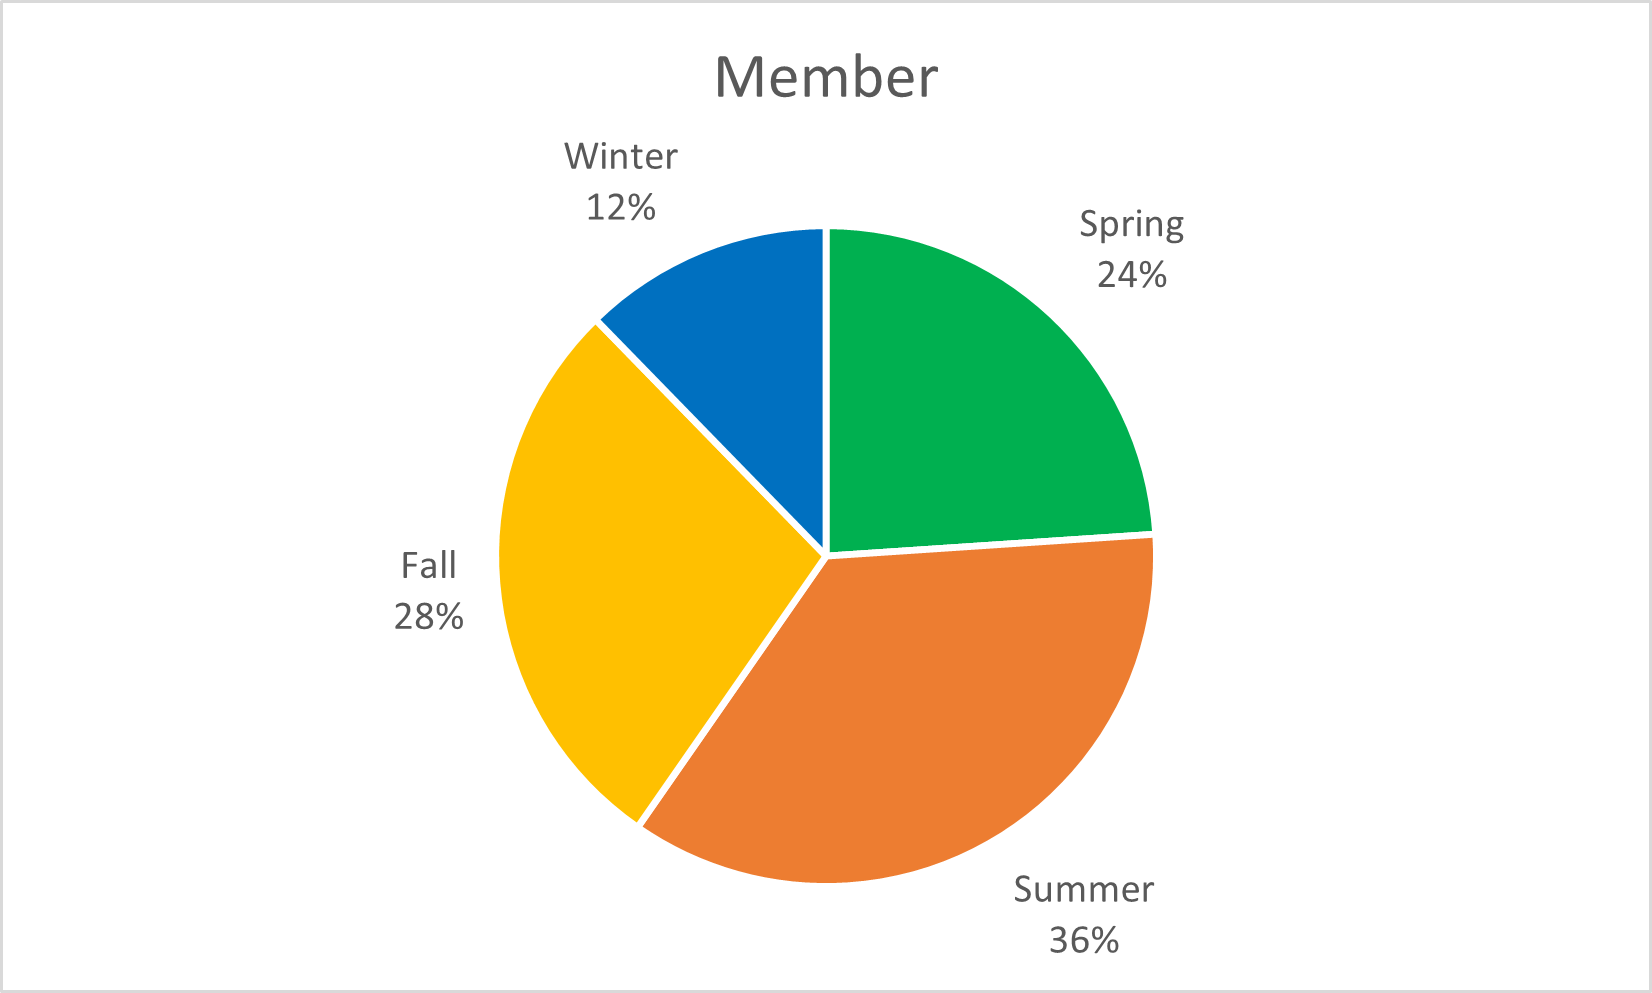 Member
Winter
12%
Spring
24%
Fall
28%
Summer
36%